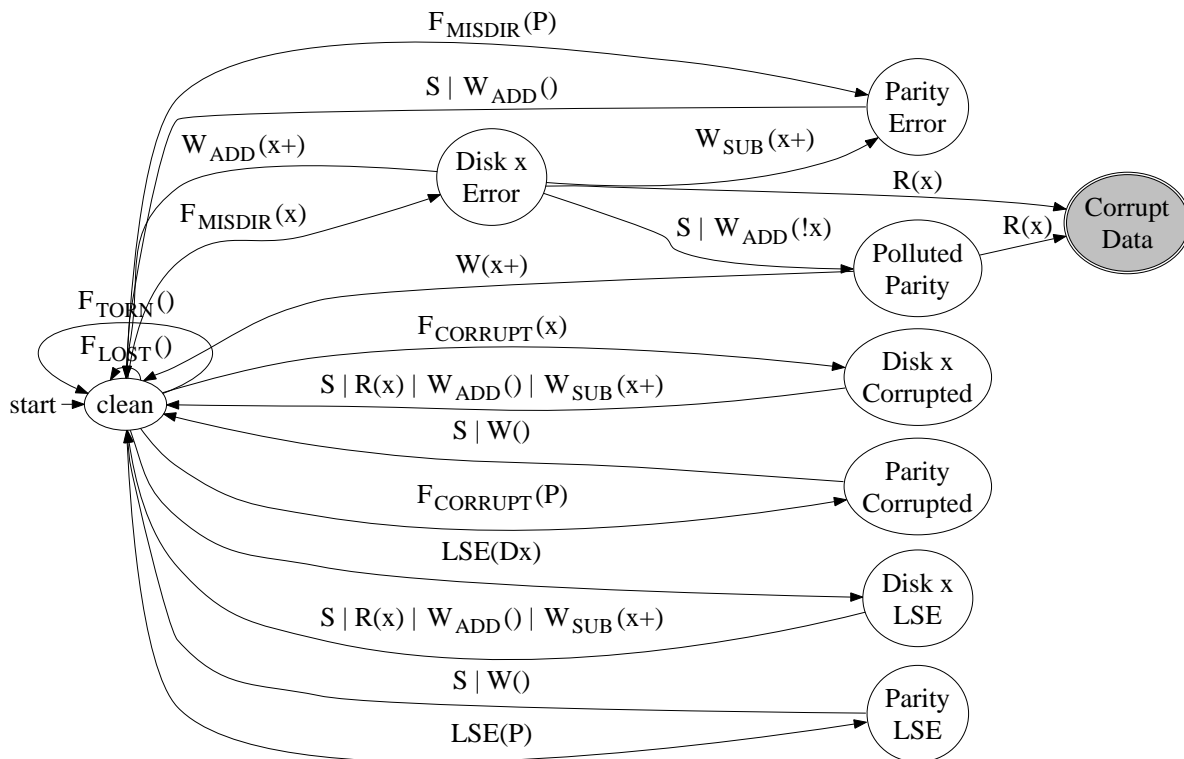 F_MISDIR(P)
S | W_ADD()
Parity
Error
W_ADD(x+)
W_SUB(x+)
Disk x
Error
R(x)
F_MISDIR(x)
Corrupt
Data
S | W_ADD(!x)
R(x)
W(x+)
Polluted
Parity
F_TORN()
F_LOST()
F_CORRUPT(x)
Disk x
Corrupted
S | R(x) | W_ADD() | W_SUB(x+)
start
clean
S | W()
Parity
Corrupted
F_CORRUPT(P)
LSE(Dx)
Disk x
LSE
S | R(x) | W_ADD() | W_SUB(x+)
S | W()
Parity
LSE
LSE(P)